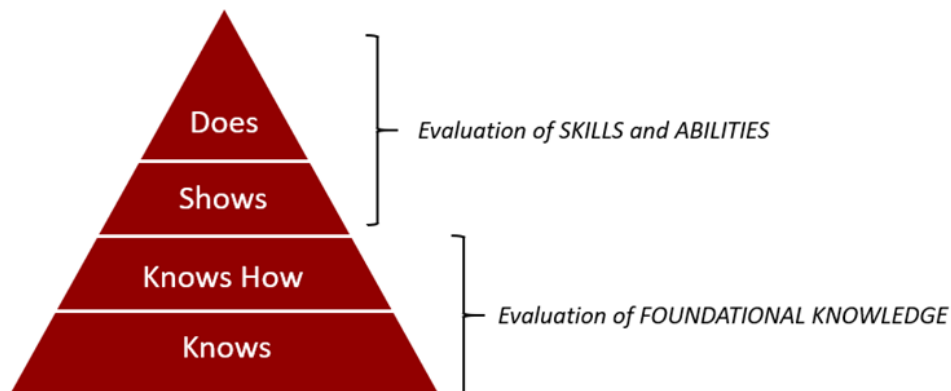 Does
Evaluation of SKILLS and ABILITIES
Shows
Knows How
Evaluation of FOUNDATIONAL KNOWLEDGE
Knows